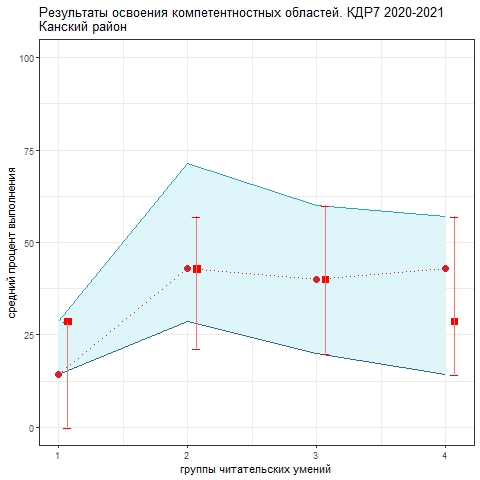 Результаты освоения компетентностных областей. КДР7 2020-2021
Канский район
100
75
50
25
0
средний процент выполнения
1 2 3 4
группы читательских умений